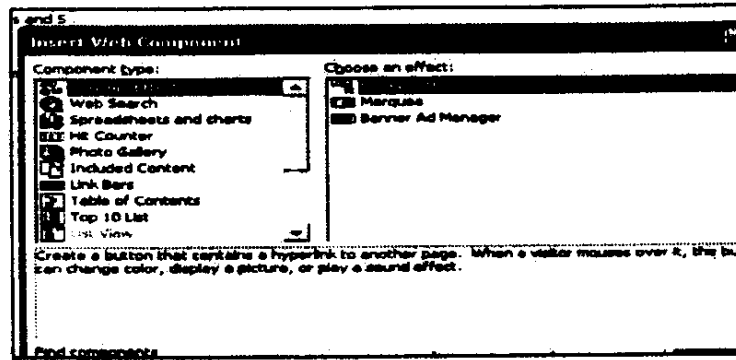 s and 5
Insert Web Component
Component type:
Choose an effect:
Web Search
Spreadsheets and charts
Hit Counter
Photo Gallery
Included Content
Link Bars
Table of Contents
Top 10 List
List View
Marquee
Banner Ad Manager
Create a button that contains a hyperlink to another page. When a visitor mouses over it, the bu
can change color, display a picture, or play a sound effect.
Find components